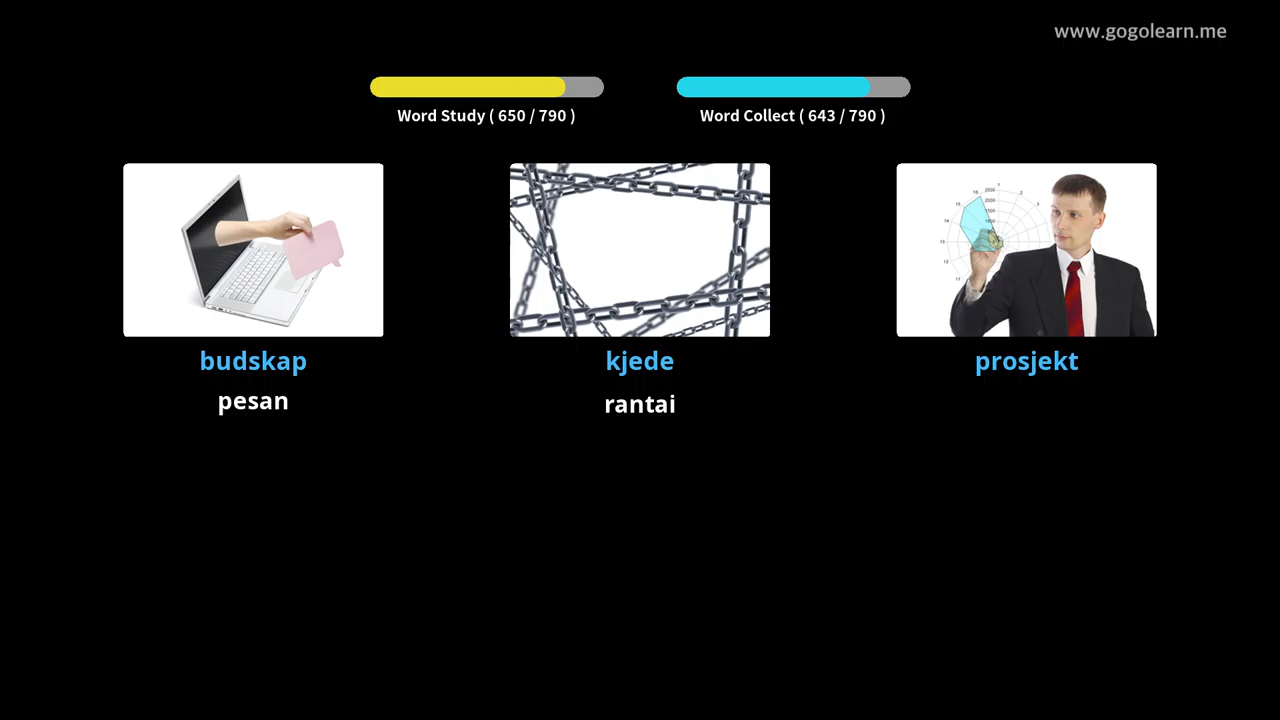 www.gogolearn.me
Word Study ( 650 / 790 )
Word Collect ( 643 / 790 )
budskap
kjede
prosjekt
pesan
rantai